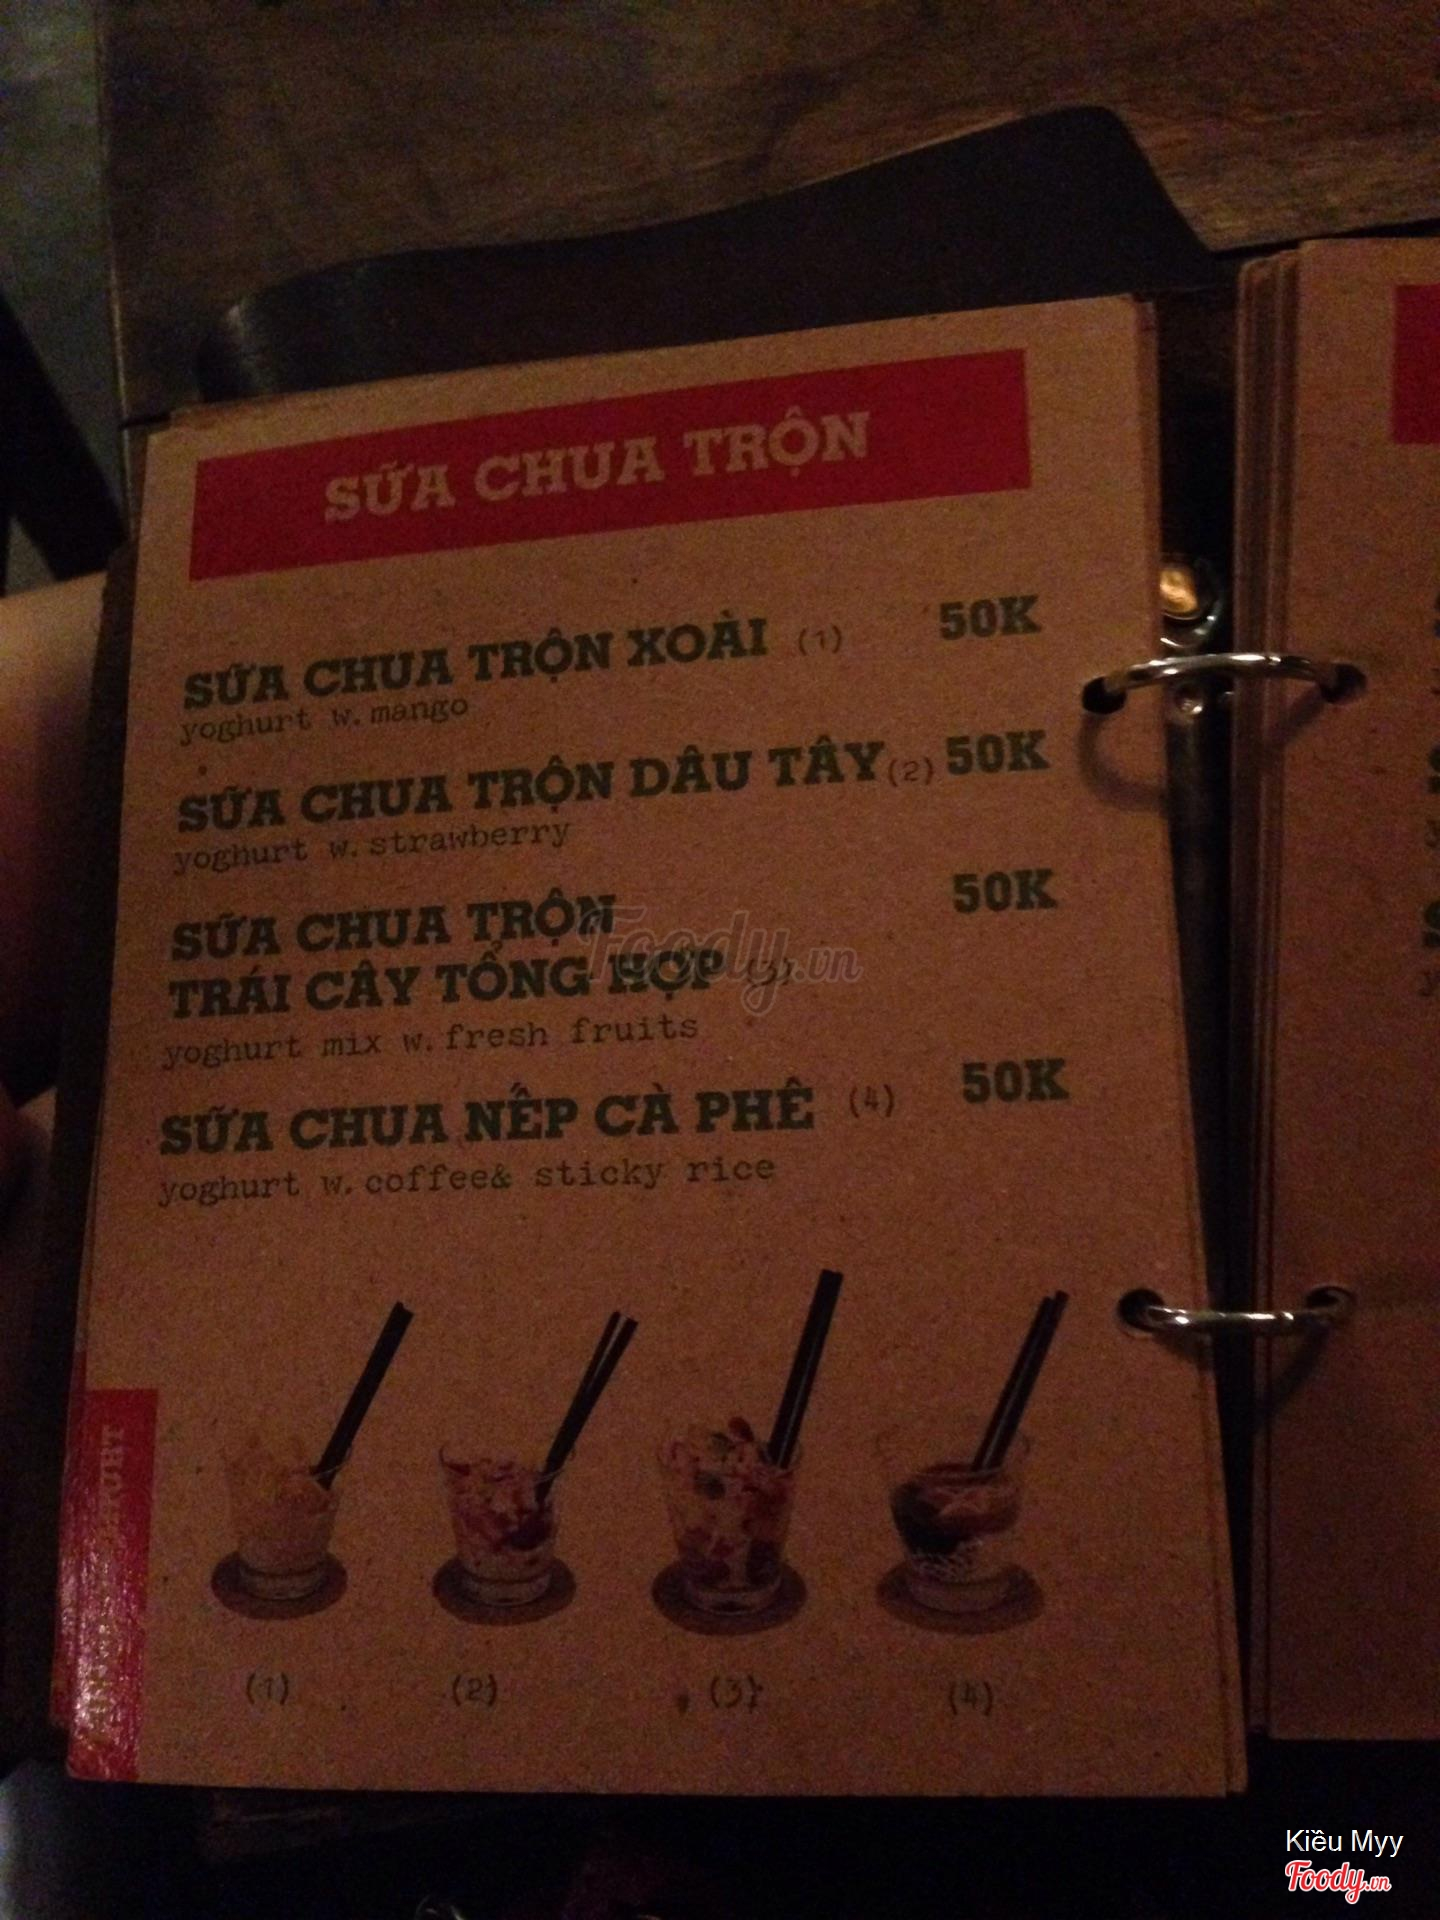 SỮA CHUA TRỘN
SỮA CHUA TRỘN XOÀI (1) 50K
yoghurt w. mango
SỮA CHUA TRỘN DÂU TÂY (2) 50K
yoghurt w. strawberry
SỮA CHUA TRỘN 50K
TRÁI CÂY TỔNG HỢP (3)
yoghurt mix w. fresh fruits
SỮA CHUA NẾP CÀ PHÊ (4) 50K
yoghurt w. coffee& sticky rice
(1) (2) (3) (4)
Foody.vn
Kiều Myy
Foody.vn